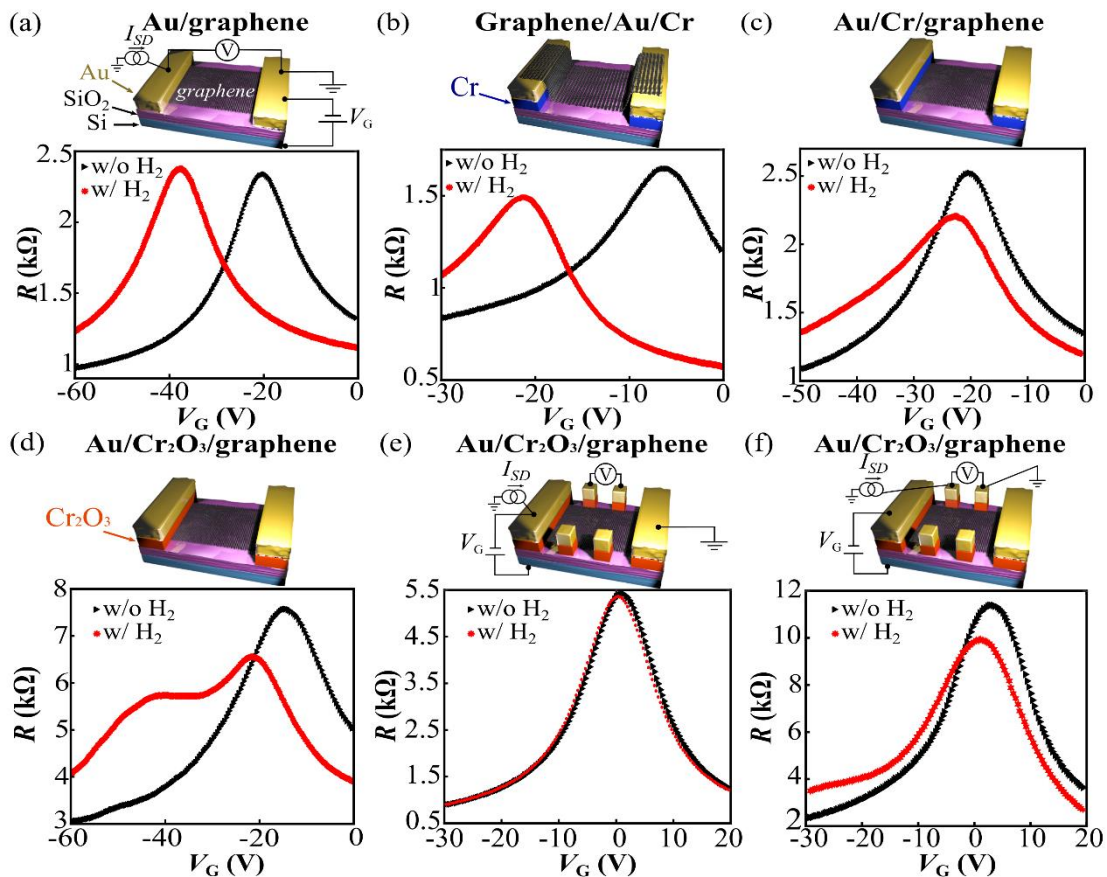 (a) Au/graphene
I_SD
V
Au
SiO₂
Si
graphene
V_G
w/o H₂
w/ H₂
2.5
2
1.5
1
R (kΩ)
-60 -40 -20 0
V_G (V)
(b) Graphene/Au/Cr
Cr
w/o H₂
w/ H₂
1.5
1
0.5
R (kΩ)
-30 -20 -10 0
V_G (V)
(c) Au/Cr/graphene
w/o H₂
w/ H₂
2.5
2
1.5
1
R (kΩ)
-50 -40 -30 -20 -10 0
V_G (V)
(d) Au/Cr₂O₃/graphene
Cr₂O₃
w/o H₂
w/ H₂
8
7
6
5
4
3
R (kΩ)
-60 -40 -20 0
V_G (V)
(e) Au/Cr₂O₃/graphene
I_SD
V
V_G
w/o H₂
w/ H₂
5.5
4.5
3.5
2.5
1.5
0.5
R (kΩ)
-30 -20 -10 0 10 20
V_G (V)
(f) Au/Cr₂O₃/graphene
I_SD
V
V_G
w/o H₂
w/ H₂
12
10
8
6
4
2
R (kΩ)
-30 -20 -10 0 10 20
V_G (V)